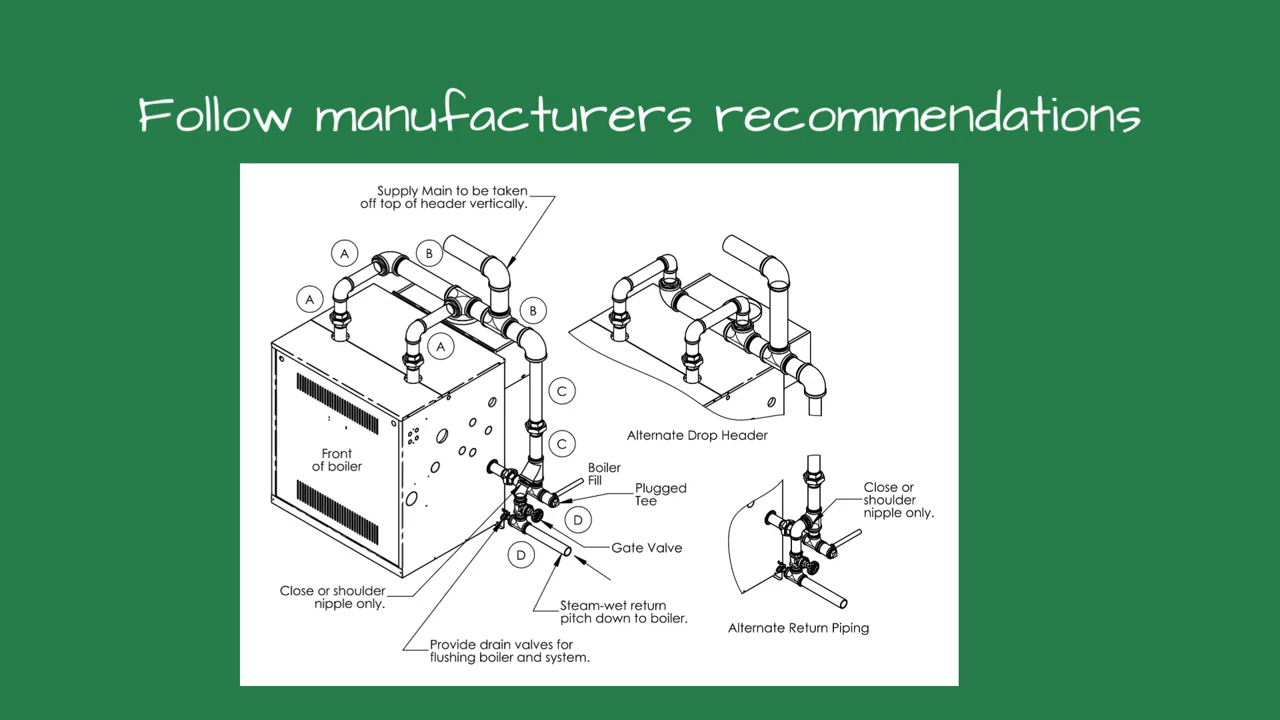 Follow manufacturers recommendations
Supply Main to be taken
off top of header vertically.
A
B
A
B
A
C
C
Front
of boiler
Boiler
Fill
Plugged
Tee
D
D
Gate Valve
Close or shoulder
nipple only.
Steam-wet return
pitch down to boiler.
Provide drain valves for
flushing boiler and system.
Alternate Drop Header
Close or
shoulder
nipple only.
Alternate Return Piping